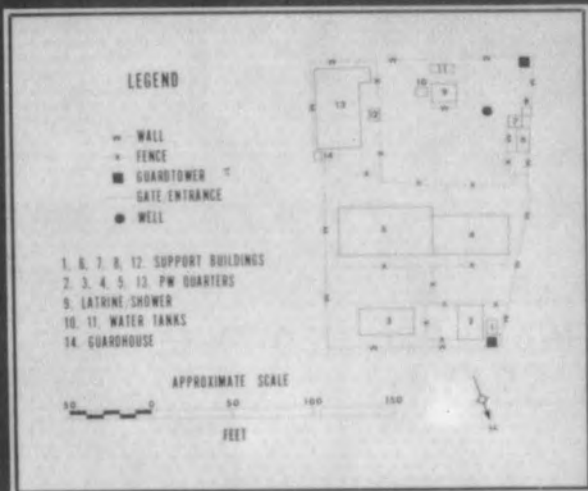 LEGEND
WALL
FENCE
GUARDTOWER
GATE/ENTRANCE
WELL
1, 6, 7, 8, 12, SUPPORT BUILDINGS
2, 3, 4, 5, 13, PW QUARTERS
9, LATRINE/SHOWER
10, 11, WATER TANKS
14, GUARDHOUSE
APPROXIMATE SCALE
50 0 50 100 150
FEET
11
10
9
13
12
7
14
5
4
3
2
1